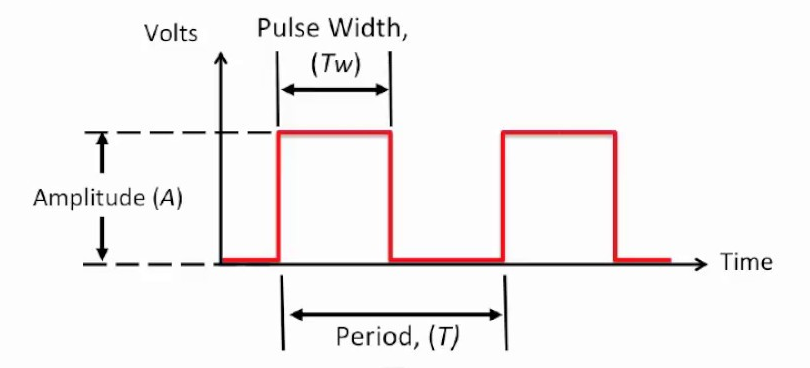 Volts
Pulse Width,
(Tw)
Amplitude (A)
Time
Period, (T)